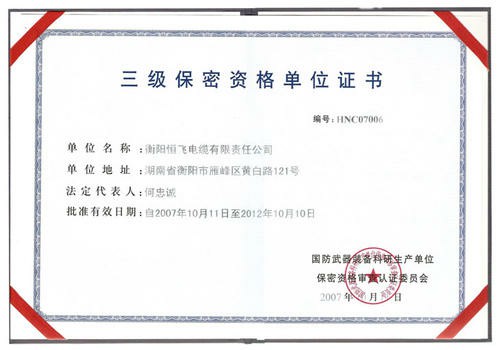 三级保密资格单位证书
编号：HNC07006
单位名称：衡阳恒飞电缆有限责任公司
单位地址：湖南省衡阳市雁峰区黄白路121号
法定代表：何忠诚
批准有效日期：自2007年10月11日至2012年10月10日
国防武器装备科研生产单位
保密资格审查认证委员会
2007年 月 日